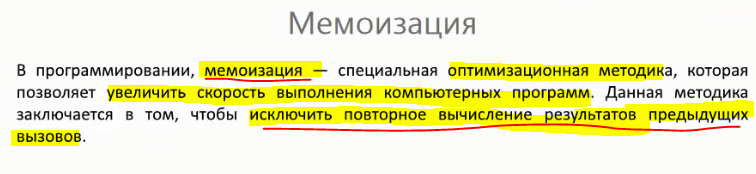 Мемоизация
В программировании, мемоизация — специальная оптимизационная методика, которая
позволяет увеличить скорость выполнения компьютерных программ. Данная методика
заключается в том, чтобы исключить повторное вычисление результатов предыдущих
вызовов.